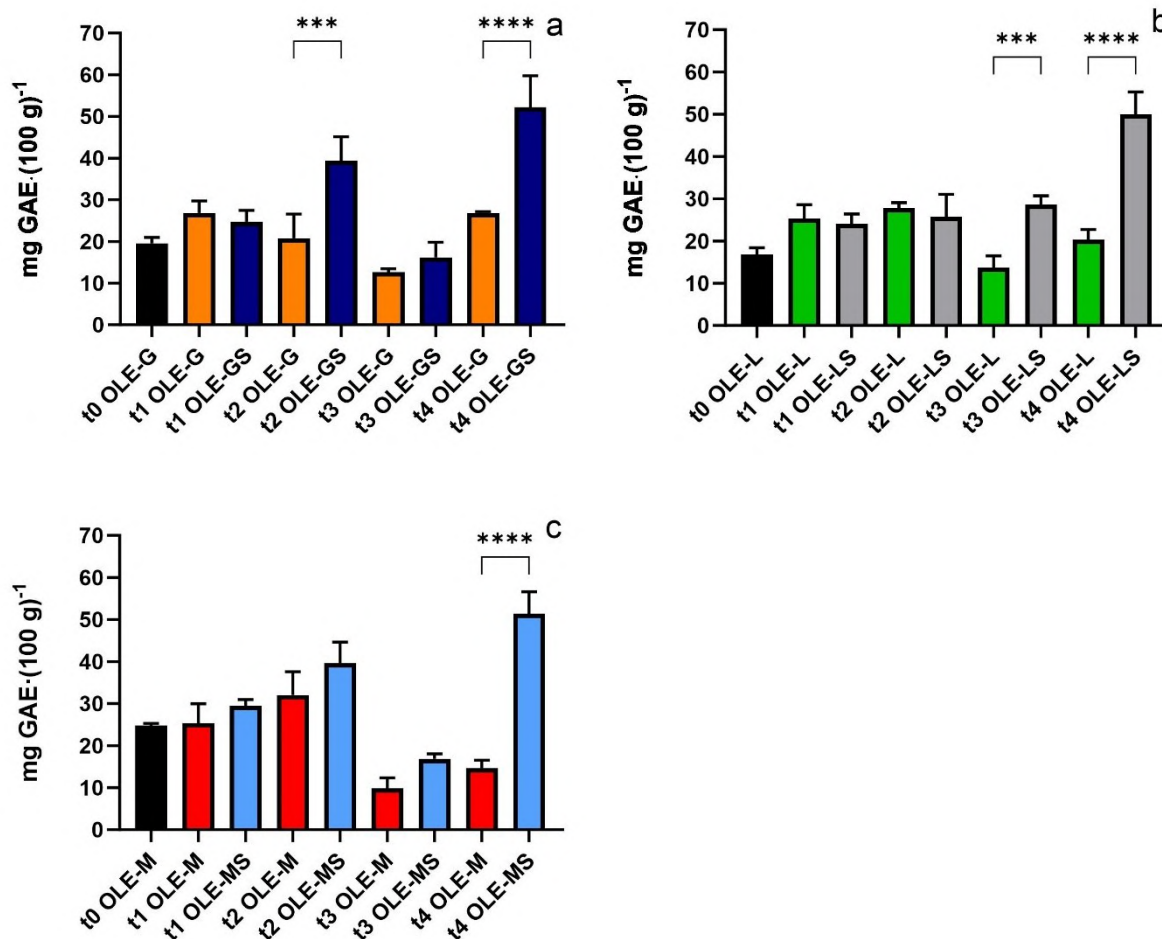 a
*** ****
mg GAE·(100 g)-1
70
60
50
40
30
20
10
0
t0 OLE-G
t1 OLE-G
t1 OLE-GS
t2 OLE-G
t2 OLE-GS
t3 OLE-G
t3 OLE-GS
t4 OLE-G
t4 OLE-GS
b
*** ****
mg GAE·(100 g)-1
70
60
50
40
30
20
10
0
t0 OLE-L
t1 OLE-L
t1 OLE-LS
t2 OLE-L
t2 OLE-LS
t3 OLE-L
t3 OLE-LS
t4 OLE-L
t4 OLE-LS
c
****
mg GAE·(100 g)-1
70
60
50
40
30
20
10
0
t0 OLE-M
t1 OLE-M
t1 OLE-MS
t2 OLE-M
t2 OLE-MS
t3 OLE-M
t3 OLE-MS
t4 OLE-M
t4 OLE-MS